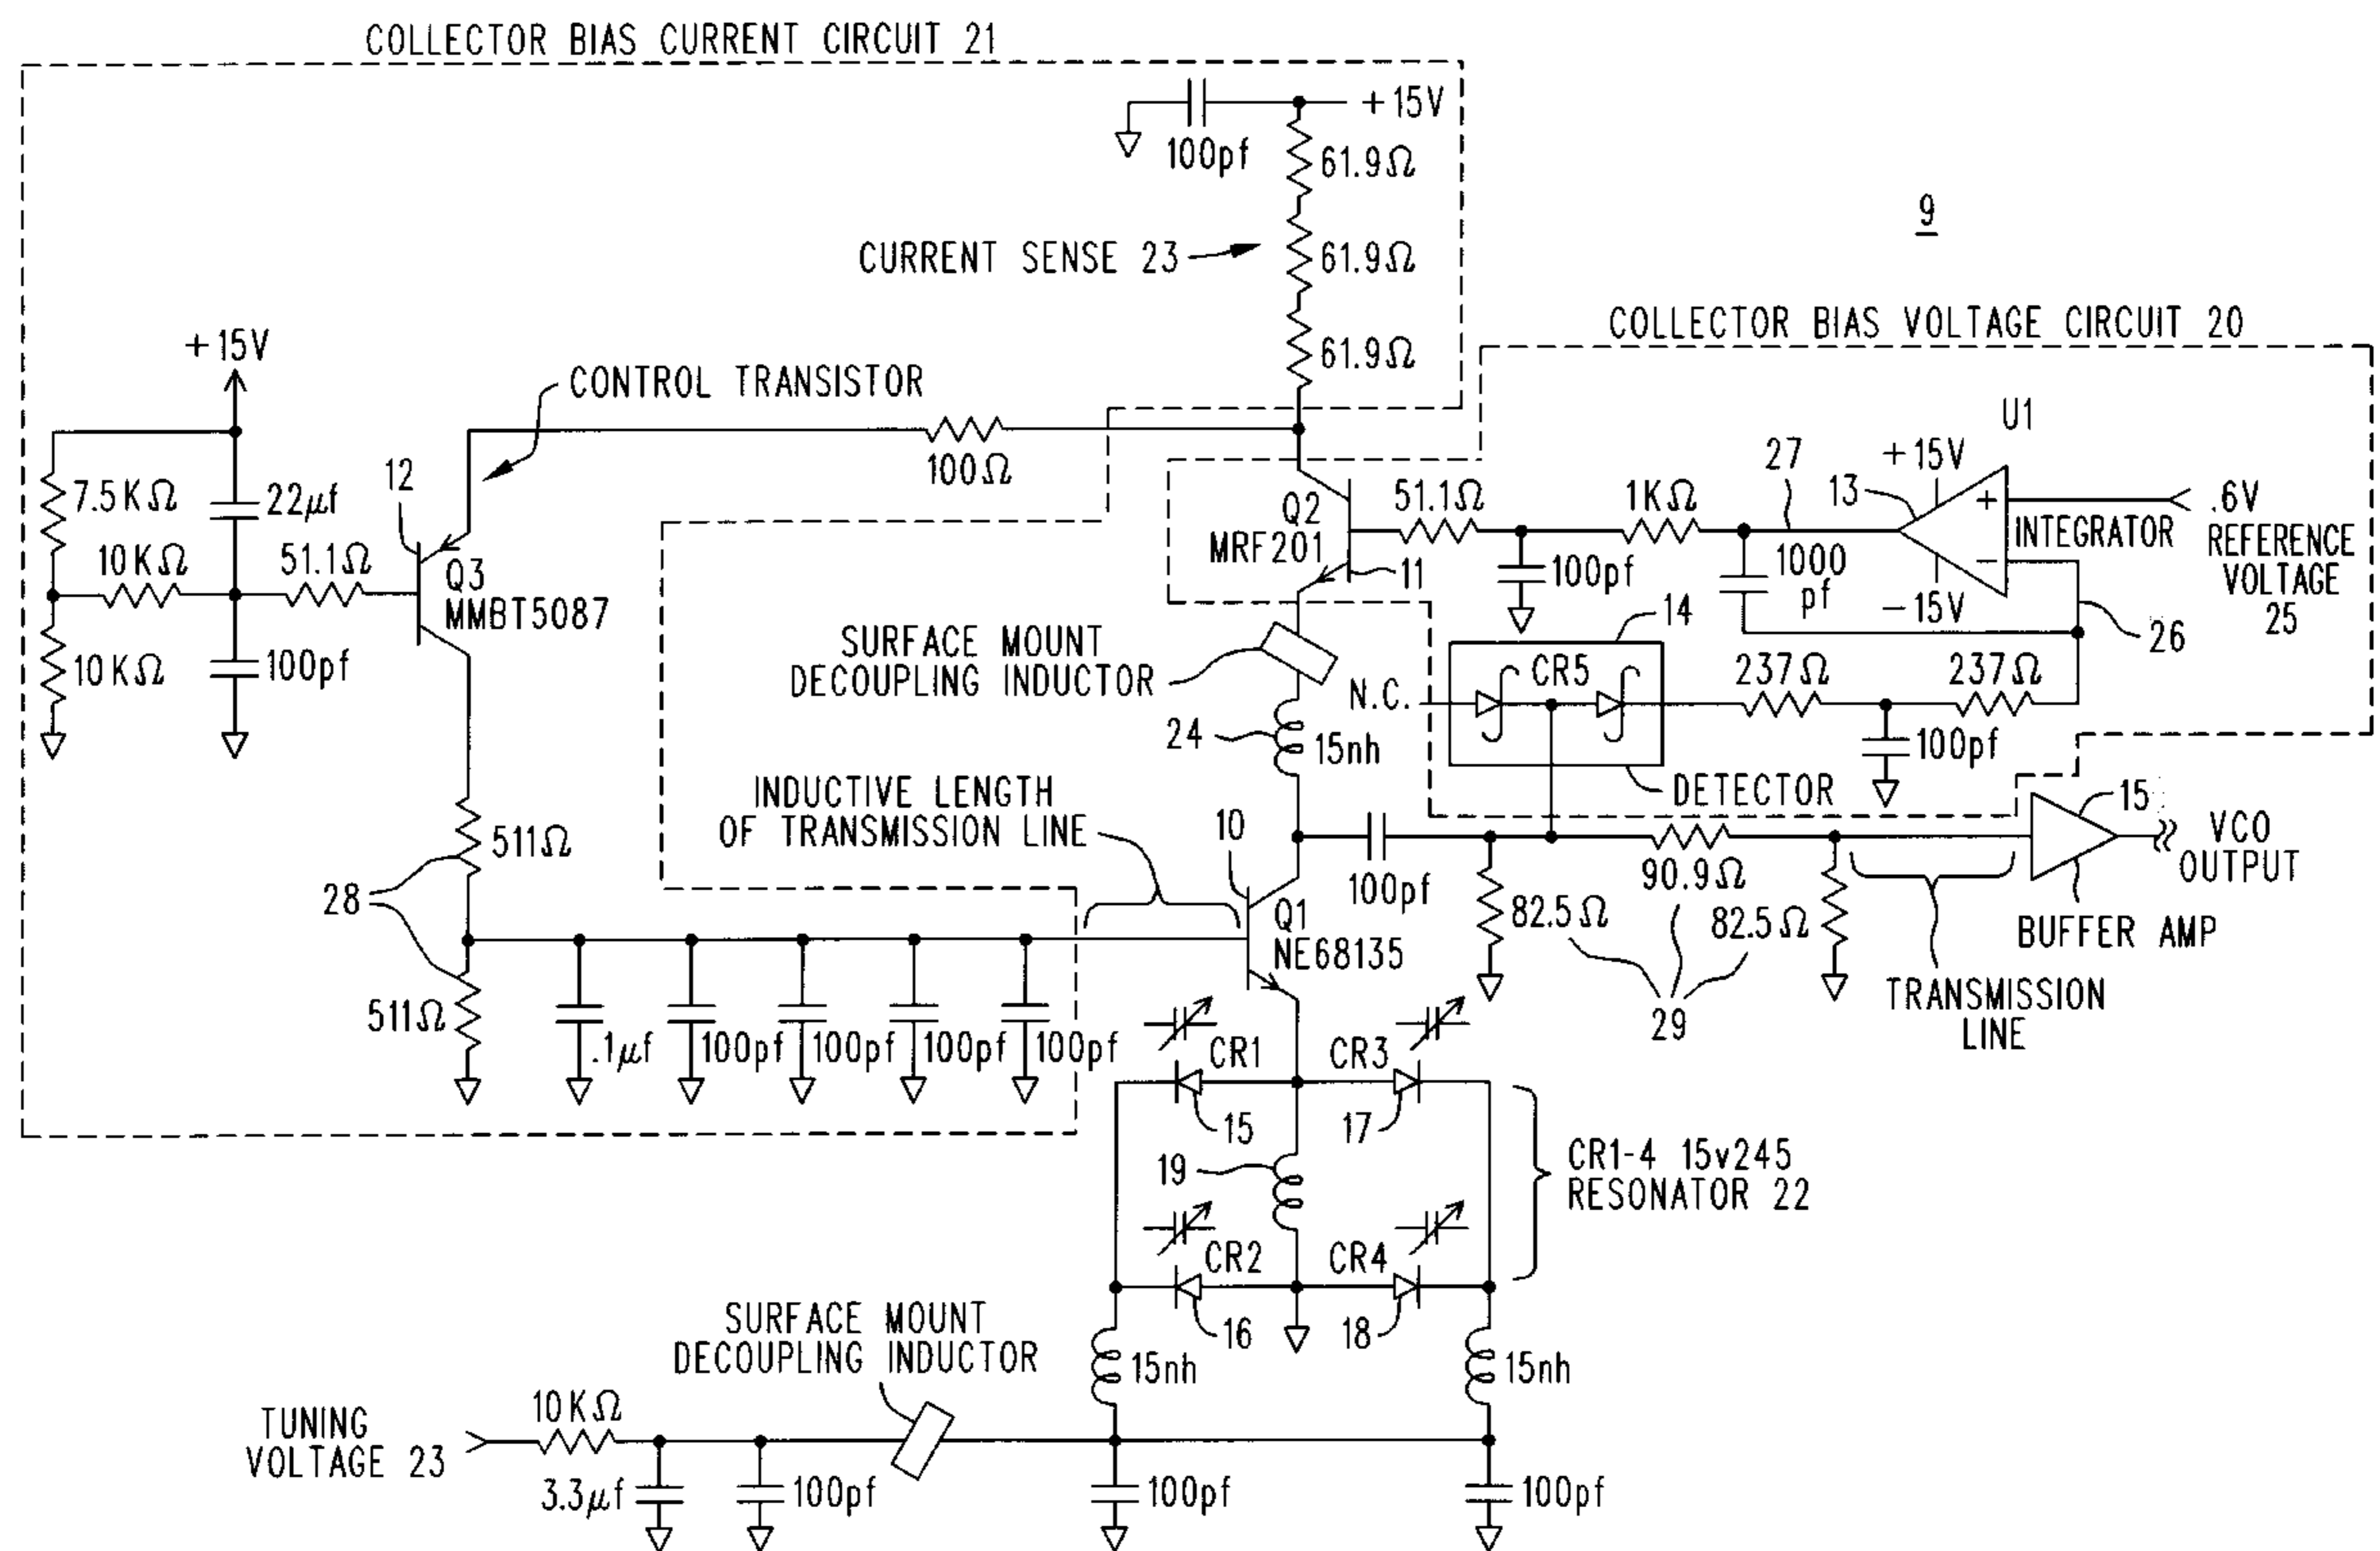 COLLECTOR BIAS CURRENT CIRCUIT 21
+15V
100pf
61.9Ω
9
CURRENT SENSE 23
61.9Ω
COLLECTOR BIAS VOLTAGE CIRCUIT 20
+15V
61.9Ω
CONTROL TRANSISTOR
U1
12
100Ω
27
+15V
13
7.5KΩ
22μf
Q2
MRF201
51.1Ω
1KΩ
+
.6V
INTEGRATOR
REFERENCE
VOLTAGE
25
10KΩ
51.1Ω
Q3
MMBT5087
11
100pf
1000
pf
−
−15V
14
26
10KΩ
100pf
SURFACE MOUNT
DECOUPLING INDUCTOR
N.C.
CR5
237Ω
237Ω
24
15nh
100pf
DETECTOR
INDUCTIVE LENGTH
OF TRANSMISSION LINE
10
15
511Ω
VCO
OUTPUT
100pf
90.9Ω
28
Q1
NE68135
82.5Ω
82.5Ω
BUFFER AMP
511Ω
29
TRANSMISSION
LINE
.1μf
100pf
100pf
100pf
100pf
CR1
CR3
15
17
19
CR1-4 15v245
RESONATOR 22
CR2
CR4
16
18
SURFACE MOUNT
DECOUPLING INDUCTOR
15nh
15nh
TUNING
VOLTAGE 23
10KΩ
3.3μf
100pf
100pf
100pf